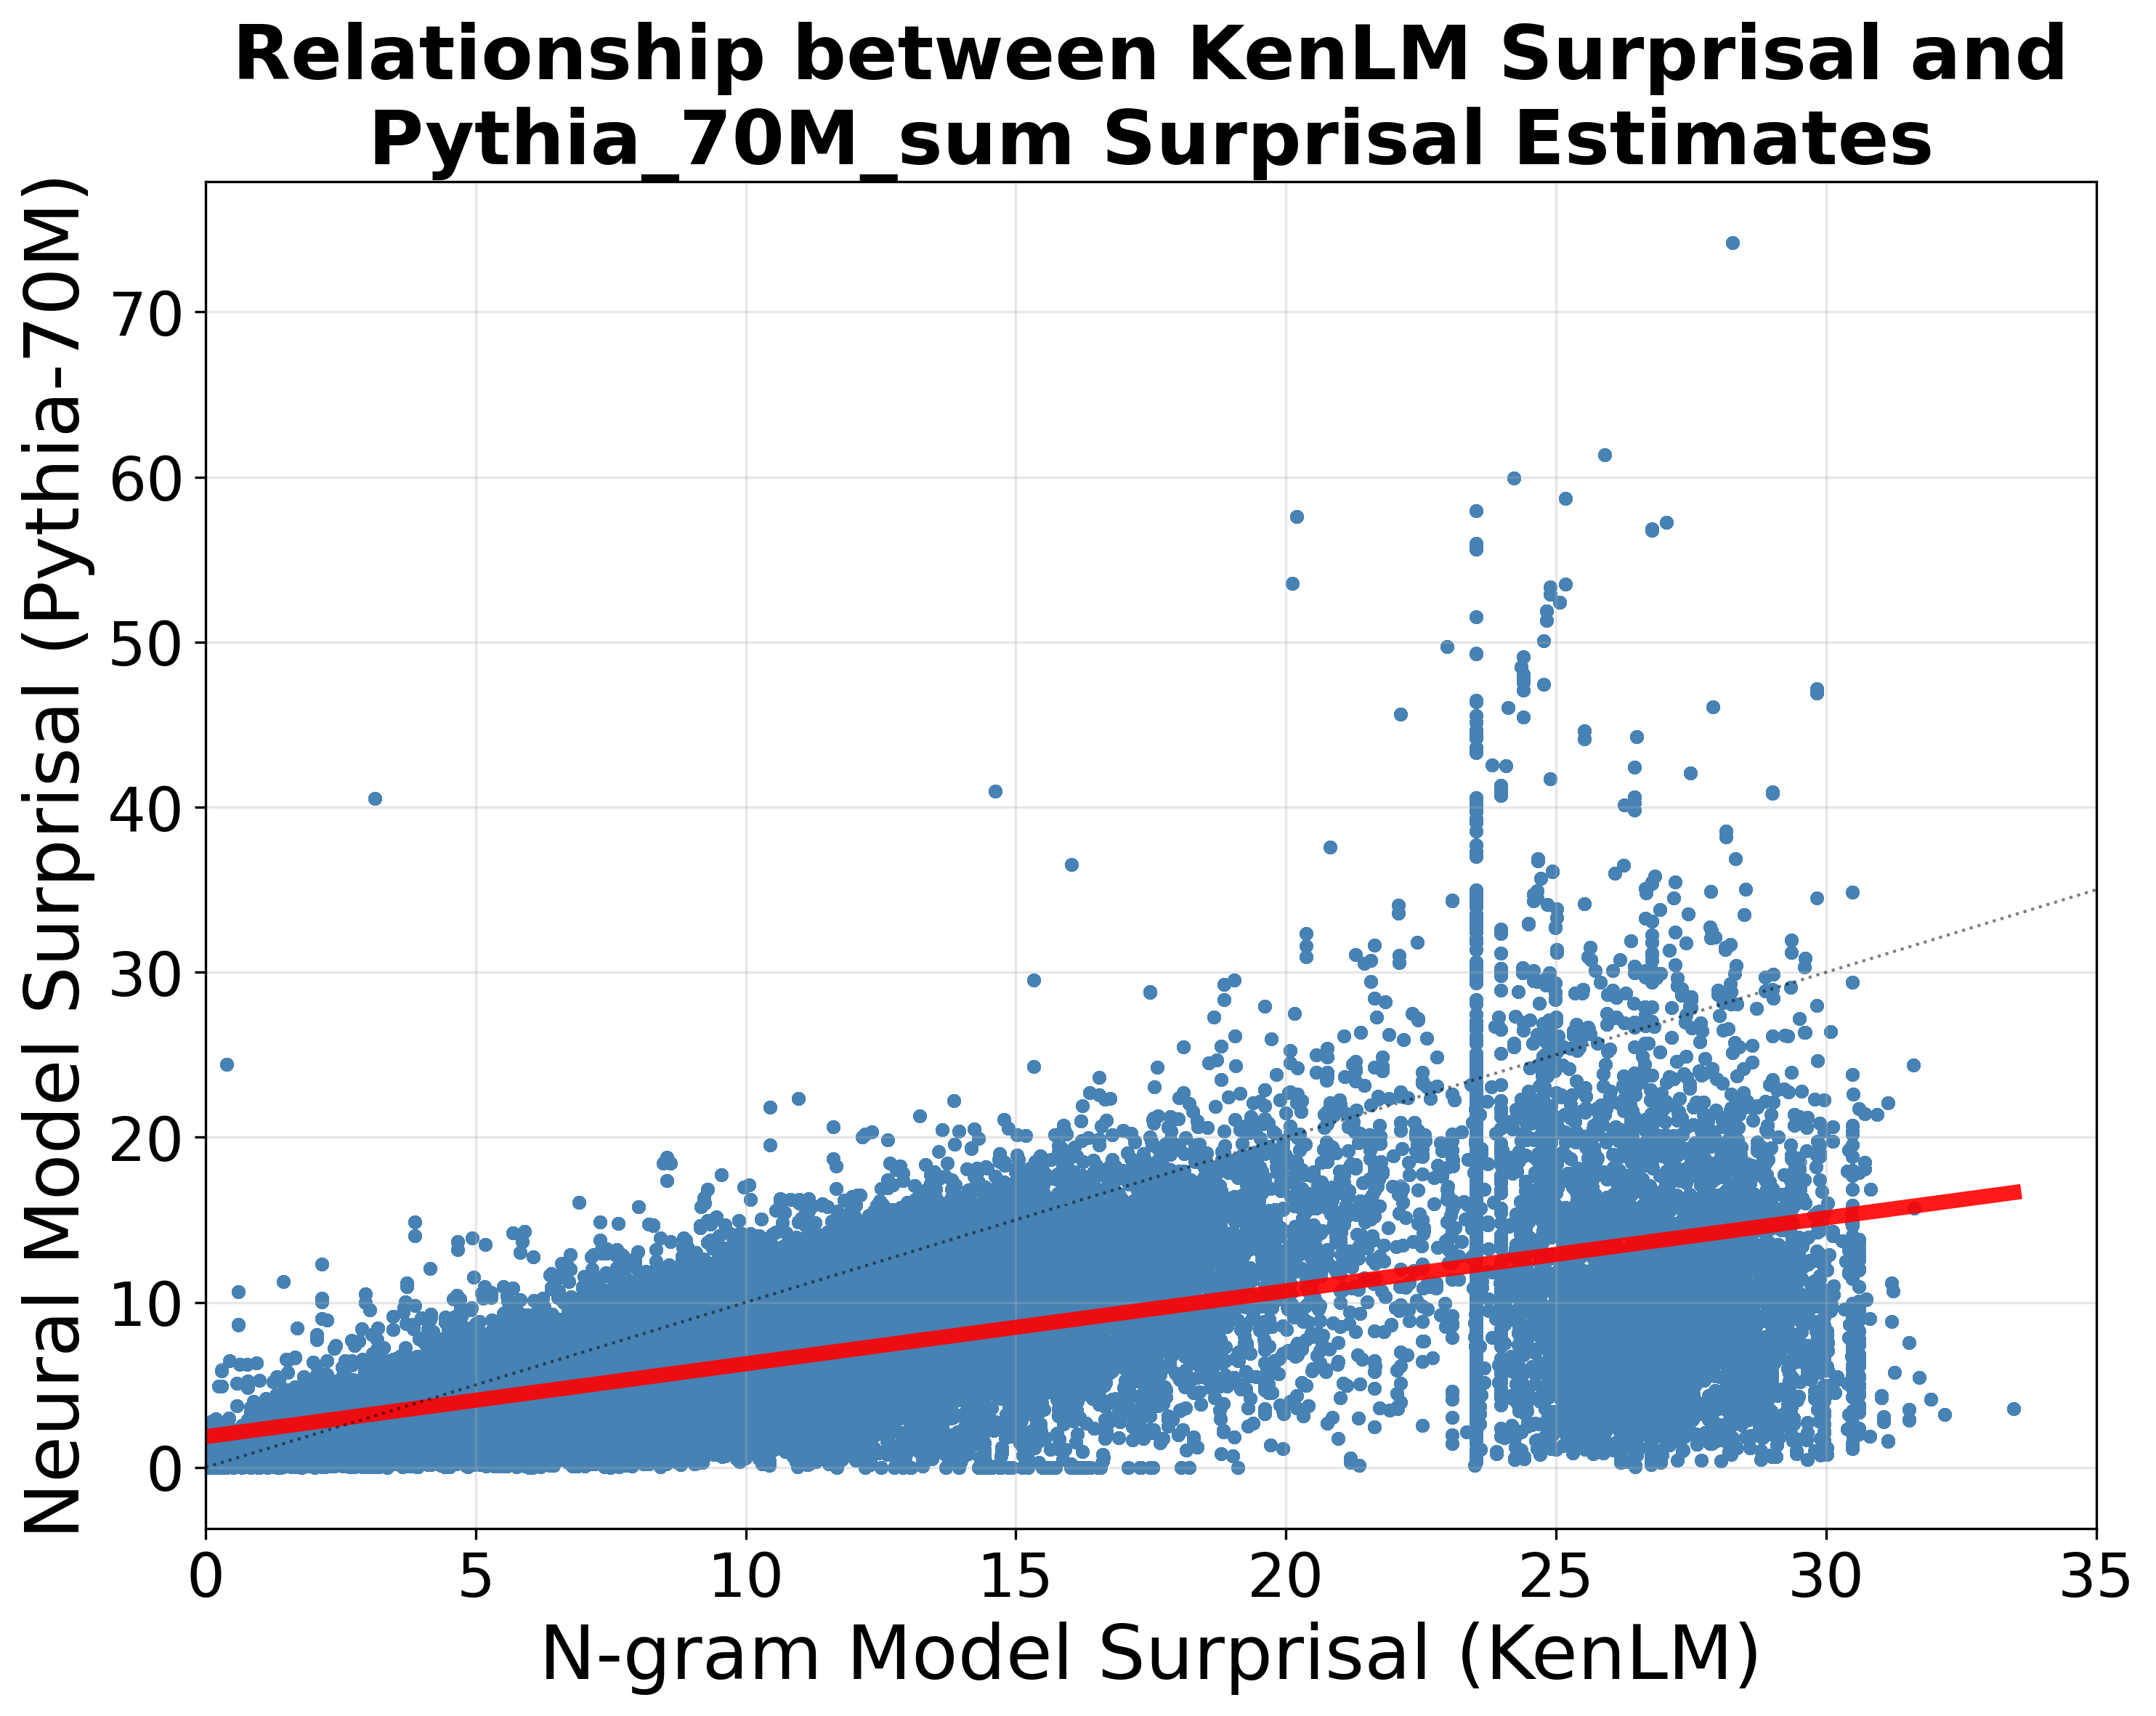 Relationship between KenLM Surprisal and
Pythia_70M_sum Surprisal Estimates
Neural Model Surprisal (Pythia-70M)
70
60
50
40
30
20
10
0
0 5 10 15 20 25 30 35
N-gram Model Surprisal (KenLM)